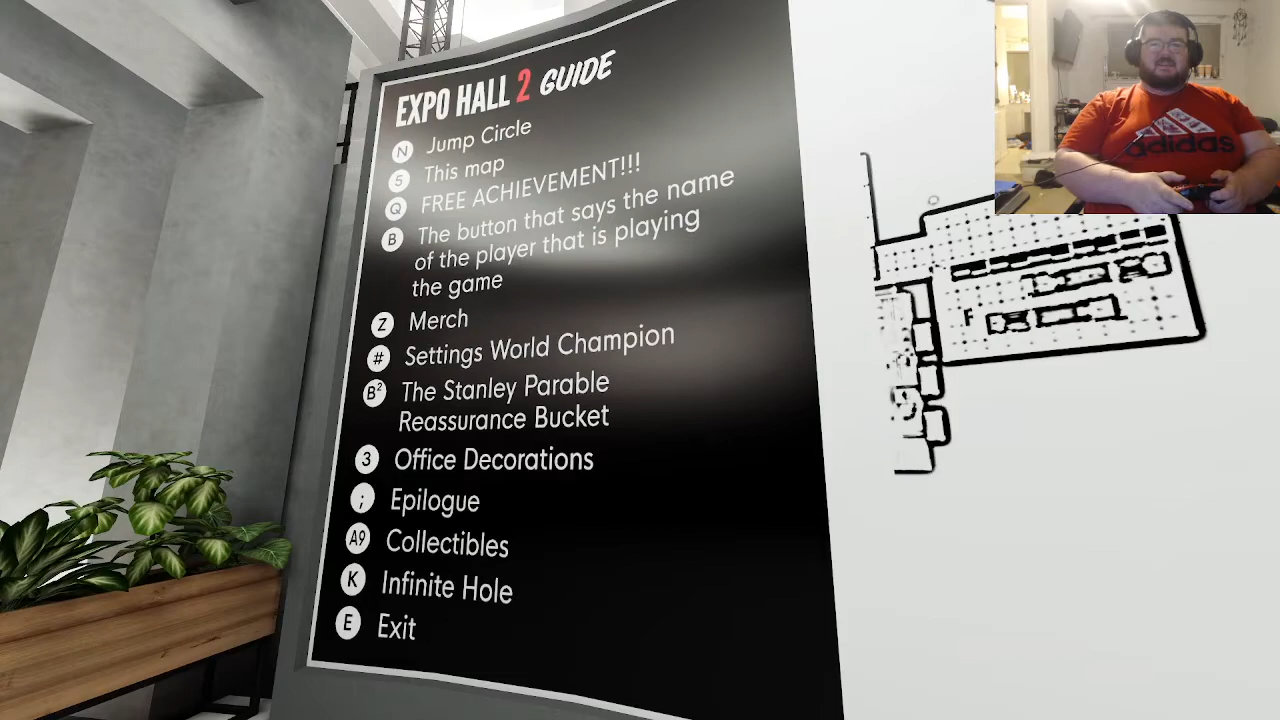 EXPO HALL 2 GUIDE
N Jump Circle
5 This map
Q FREE ACHIEVEMENT!!!
B The button that says the name
of the player that is playing
the game
Z Merch
# Settings World Champion
B² The Stanley Parable
Reassurance Bucket
3 Office Decorations
; Epilogue
A9 Collectibles
K Infinite Hole
E Exit
F
adidas